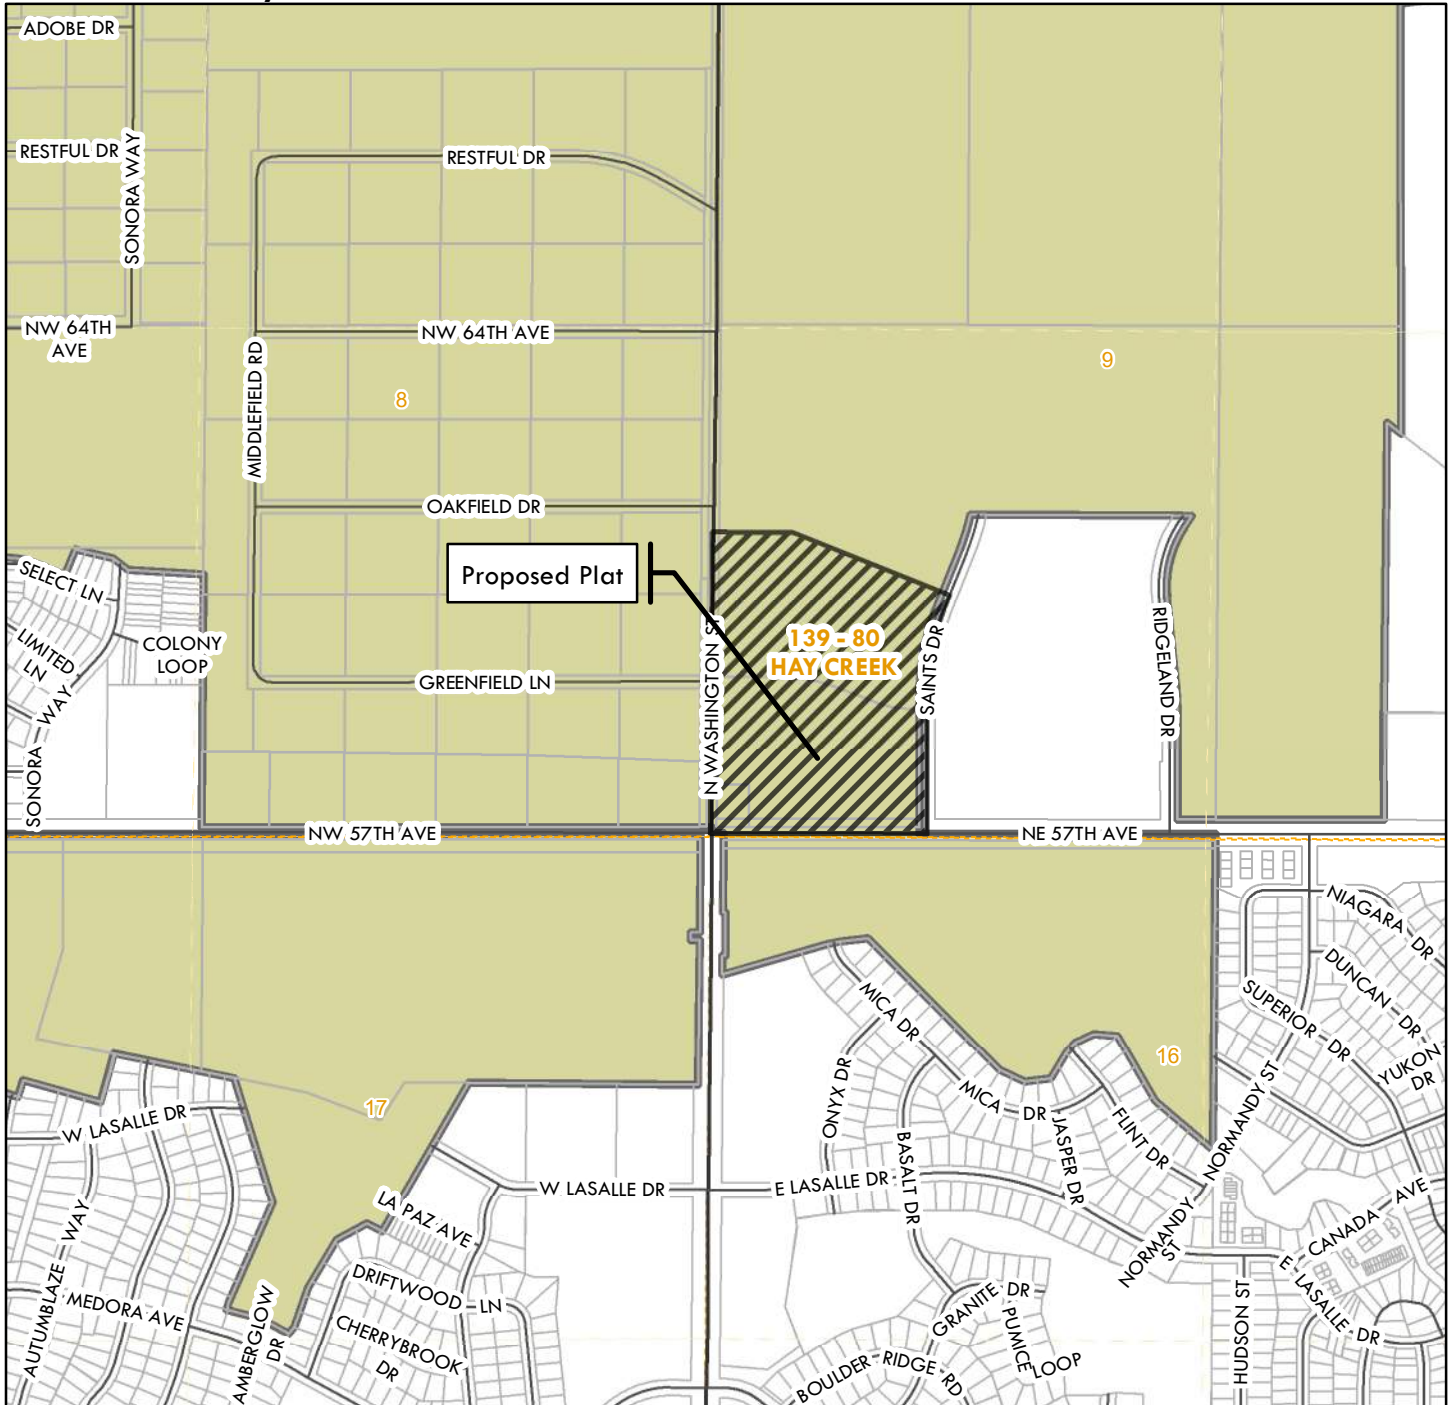 ADOBE DR
RESTFUL DR
SONORA WAY
RESTFUL DR
NW 64TH
AVE
NW 64TH AVE
MIDDLEFIELD RD
8
9
OAKFIELD DR
Proposed Plat
SELECT LN
LIMITED
LN
COLONY
LOOP
SONORA WAY
GREENFIELD LN
N WASHINGTON ST
139 - 80
HAY CREEK
SAINTS DR
RIDGELAND DR
NW 57TH AVE
NE 57TH AVE
NIAGARA DR
DUNCAN DR
SUPERIOR DR
YUKON
DR
MICA DR
ONYX DR
MICA DR
16
17
W LASALLE DR
BASALT DR
JASPER DR
FLINT DR
NORMANDY ST
W LASALLE DR
E LASALLE DR
LA PAZ AVE
NORMANDY
ST
CANADA AVE
AUTUMBLAZE WAY
MEDORA AVE
AMBERGLOW
DR
DRIFTWOOD LN
CHERRYBROOK
DR
GRANITE DR
PUMICE LOOP
BOULDER RIDGE RD
HUDSON ST
E LASALLE DR